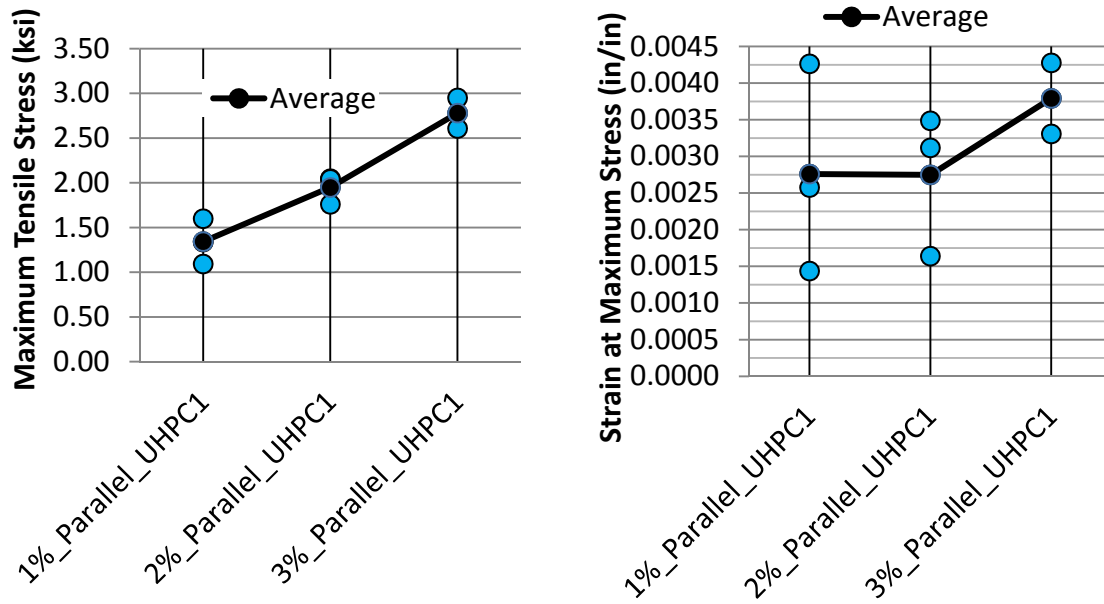 Maximum Tensile Stress (ksi)
3.50
3.00
2.50
2.00
1.50
1.00
0.50
0.00
Average
1%_Parallel_UHPC1
2%_Parallel_UHPC1
3%_Parallel_UHPC1
Average
Strain at Maximum Stress (in/in)
0.0045
0.0040
0.0035
0.0030
0.0025
0.0020
0.0015
0.0010
0.0005
0.0000
1%_Parallel_UHPC1
2%_Parallel_UHPC1
3%_Parallel_UHPC1